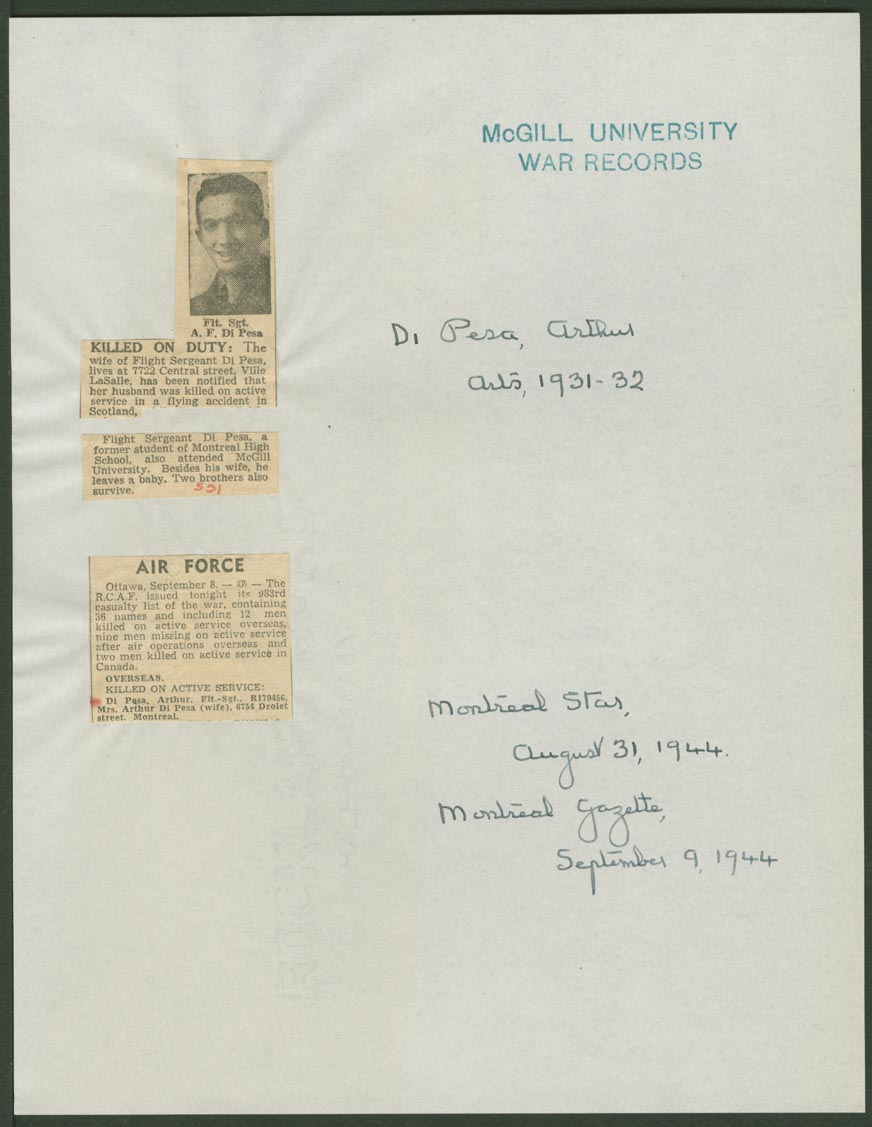 McGILL UNIVERSITY
WAR RECORDS
Flt. Sgt.
A. F. Di Pesa
KILLED ON DUTY: The
wife of Flight Sergeant Di Pesa,
lives at 7722 Central street, Ville
LaSalle, has been notified that
her husband was killed on active
service in a flying accident in
Scotland,
Flight Sergeant Di Pesa, a
former student of Montreal High
School, also attended McGill
University. Besides his wife, he
leaves a baby. Two brothers also
survive.
S31
AIR FORCE
Ottawa, September 8. — (CP) — The
R.C.A.F. issued tonight its 983rd
casualty list of the war, containing
36 names and including 12 men
killed on active service overseas,
nine men missing on active service
after air operations overseas and
two men killed on active service in
Canada.
OVERSEAS.
KILLED ON ACTIVE SERVICE:
Di Pesa, Arthur, Flt.-Sgt., R179456,
Mrs. Arthur Di Pesa (wife), 6754 Drolet
street, Montreal.
Di Pesa, Arthur
Arts, 1931-32
Montreal Star,
August 31, 1944.
Montreal Gazette,
September 9, 1944